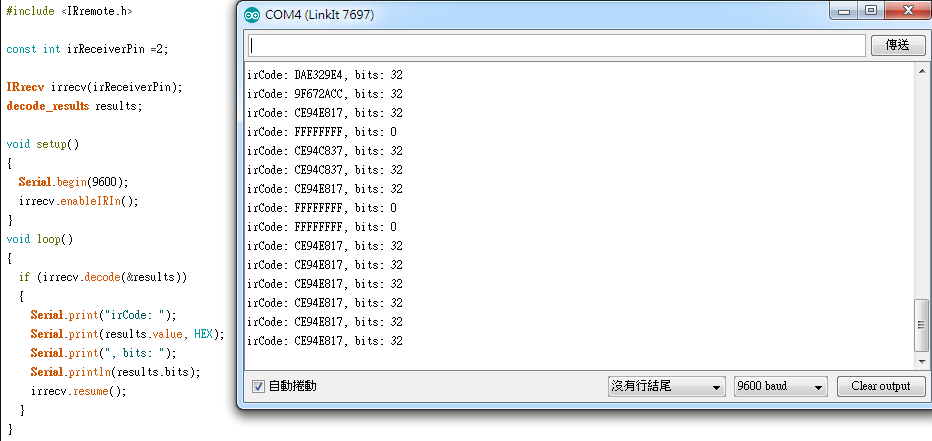 #include <IRremote.h>
const int irReceiverPin =2;
IRrecv irrecv(irReceiverPin);
decode_results results;
void setup()
{
Serial.begin(9600);
irrecv.enableIRIn();
}
void loop()
{
if (irrecv.decode(&results))
{
Serial.print("irCode: ");
Serial.print(results.value, HEX);
Serial.print(", bits: ");
Serial.println(results.bits);
irrecv.resume();
}
}
COM4 (LinkIt 7697)
傳送
irCode: DAE329E4, bits: 32
irCode: 9F672ACC, bits: 32
irCode: CE94E817, bits: 32
irCode: FFFFFFFF, bits: 0
irCode: CE94C837, bits: 32
irCode: CE94C837, bits: 32
irCode: CE94E817, bits: 32
irCode: FFFFFFFF, bits: 0
irCode: FFFFFFFF, bits: 0
irCode: CE94E817, bits: 32
irCode: CE94E817, bits: 32
irCode: CE94E817, bits: 32
irCode: CE94E817, bits: 32
irCode: CE94E817, bits: 32
irCode: CE94E817, bits: 32
自動捲動
沒有行結尾
9600 baud
Clear output